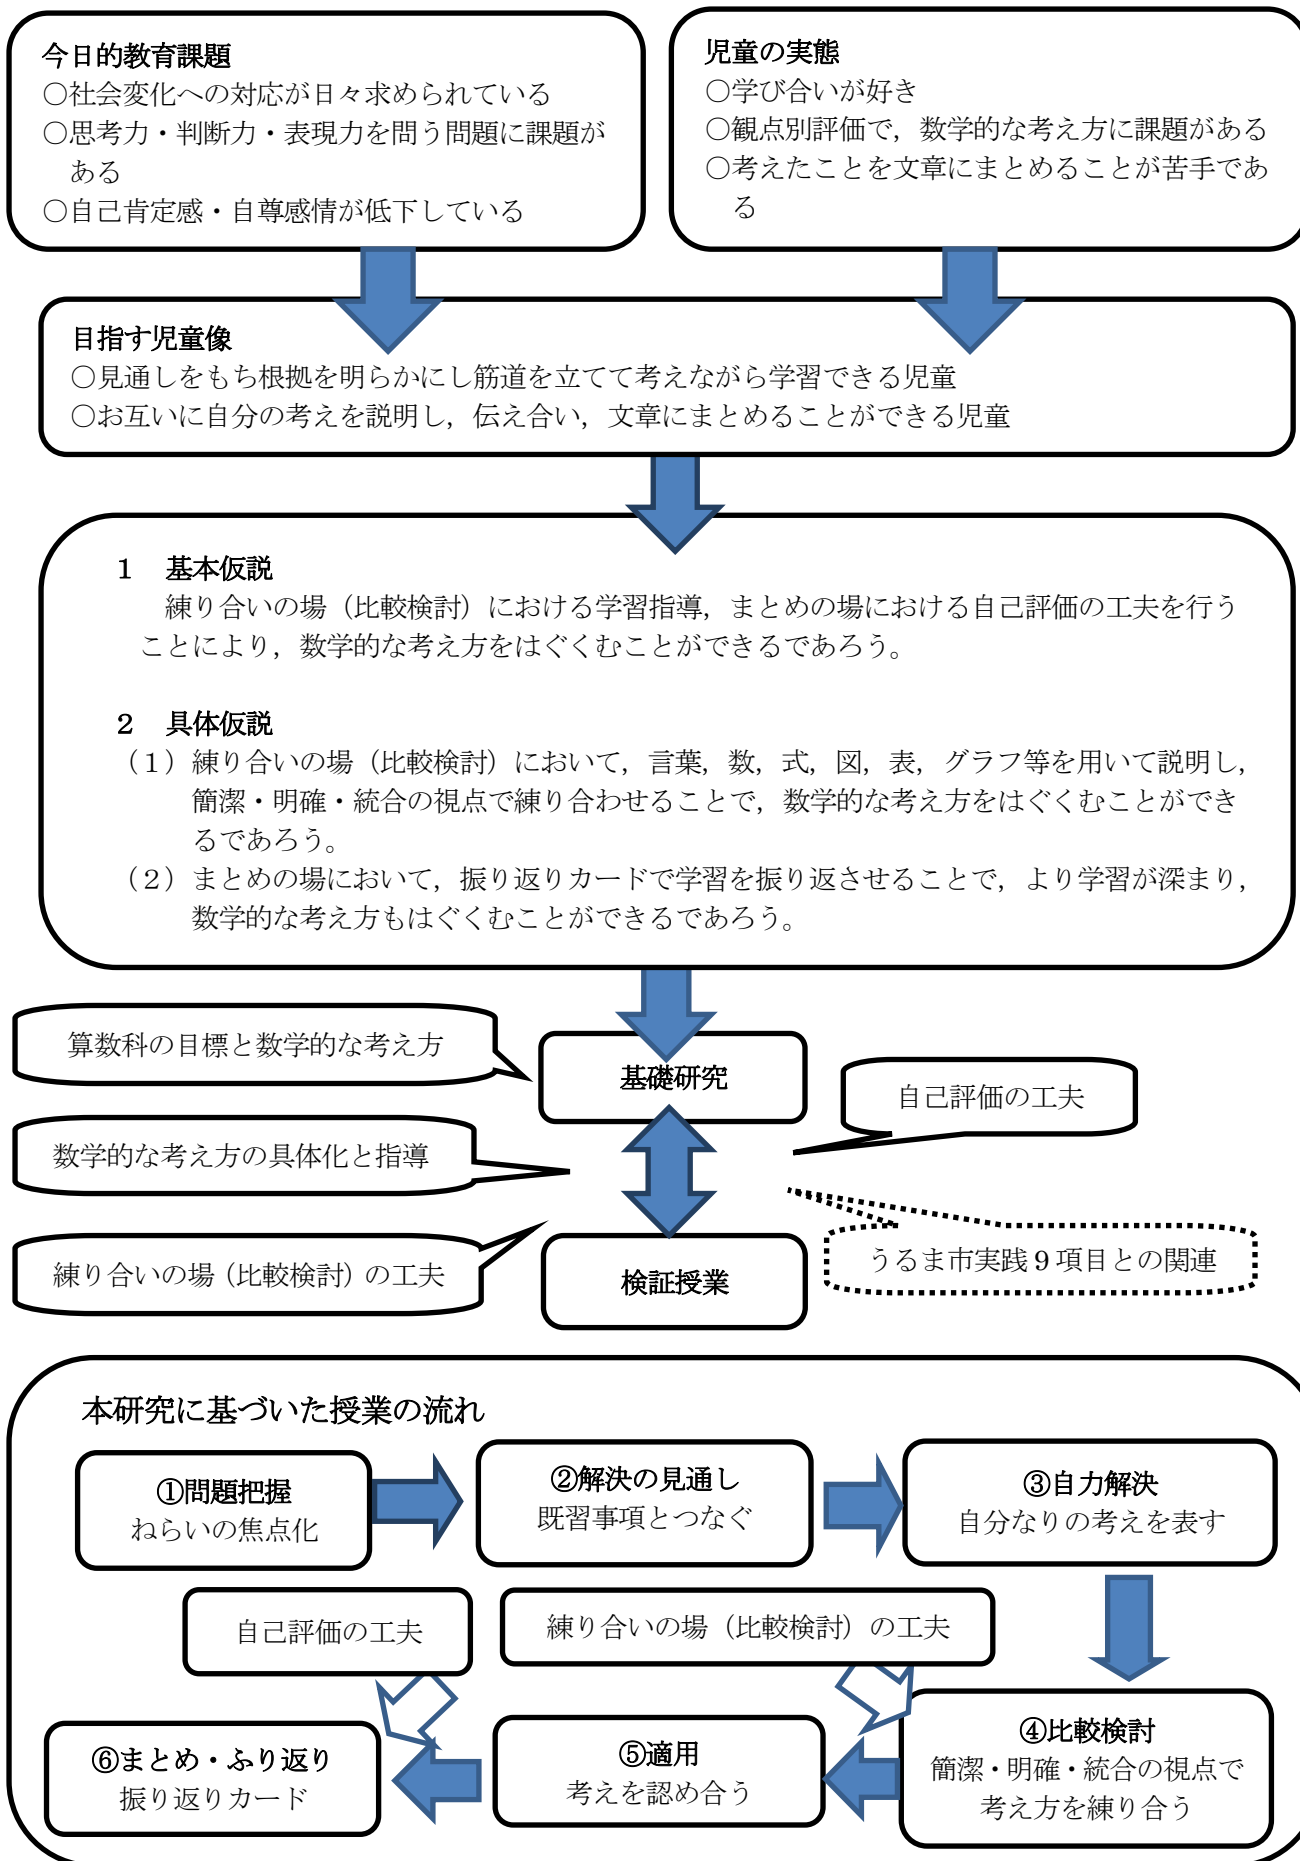 今日的教育課題
○社会変化への対応が日々求められている
○思考力・判断力・表現力を問う問題に課題が
ある
○自己肯定感・自尊感情が低下している
児童の実態
○学び合いが好き
○観点別評価で，数学的な考え方に課題がある
○考えたことを文章にまとめることが苦手であ
る
目指す児童像
○見通しをもち根拠を明らかにし筋道を立てて考えながら学習できる児童
○お互いに自分の考えを説明し，伝え合い，文章にまとめることができる児童
１　基本仮説
練り合いの場（比較検討）における学習指導，まとめの場における自己評価の工夫を行う
ことにより，数学的な考え方をはぐくむことができるであろう。
２　具体仮説
（１）練り合いの場（比較検討）において，言葉，数，式，図，表，グラフ等を用いて説明し，
簡潔・明確・統合の視点で練り合わせることで，数学的な考え方をはぐくむことができ
るであろう。
（２）まとめの場において，振り返りカードで学習を振り返させることで，より学習が深まり，
数学的な考え方もはぐくむことができるであろう。
算数科の目標と数学的な考え方
基礎研究
自己評価の工夫
数学的な考え方の具体化と指導
練り合いの場（比較検討）の工夫
検証授業
うるま市実践９項目との関連
本研究に基づいた授業の流れ
①問題把握
ねらいの焦点化
②解決の見通し
既習事項とつなぐ
③自力解決
自分なりの考えを表す
自己評価の工夫
練り合いの場（比較検討）の工夫
④比較検討
簡潔・明確・統合の視点で
考え方を練り合う
⑤適用
考えを認め合う
⑥まとめ・ふり返り
振り返りカード